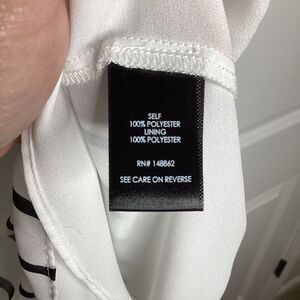 SELF
100% POLYESTER
LINING
100% POLYESTER
RN# 148862
SEE CARE ON REVERSE